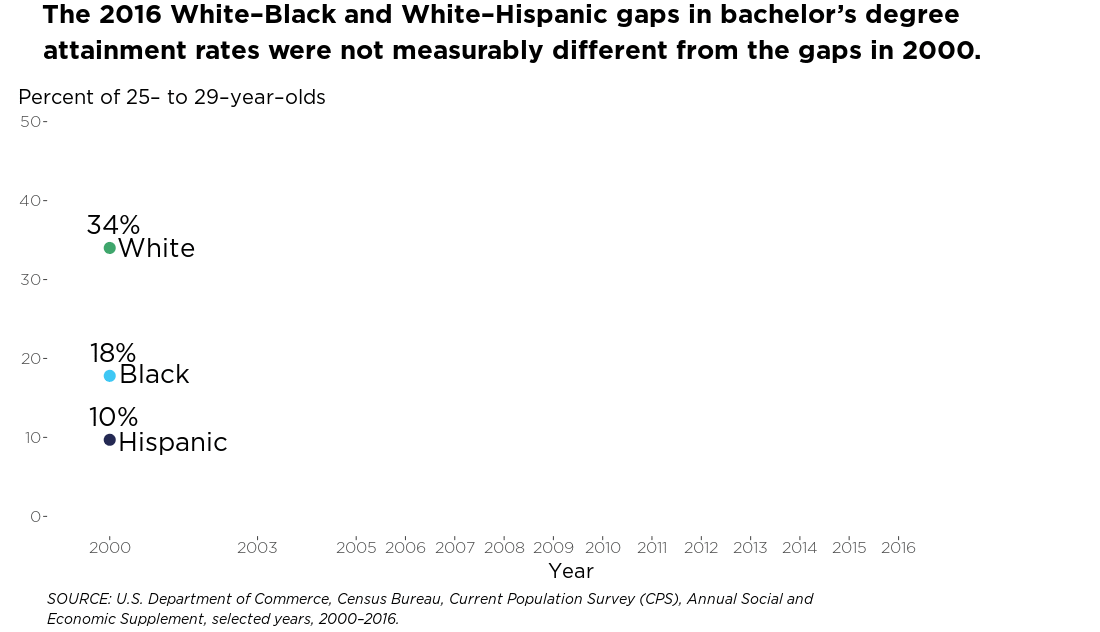 The 2016 White–Black and White–Hispanic gaps in bachelor’s degree
attainment rates were not measurably different from the gaps in 2000.
Percent of 25– to 29–year–olds
50-
40-
34%
White
30-
20-
18%
Black
10%
Hispanic
10-
0-
2000 2003 2005 2006 2007 2008 2009 2010 2011 2012 2013 2014 2015 2016
Year
SOURCE: U.S. Department of Commerce, Census Bureau, Current Population Survey (CPS), Annual Social and
Economic Supplement, selected years, 2000–2016.